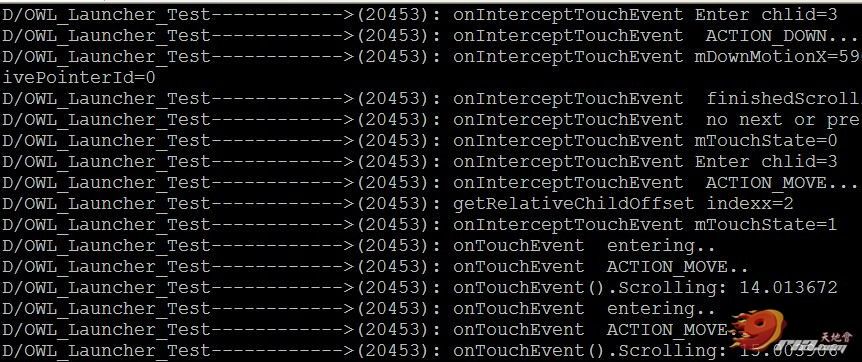 D/OWL_Launcher_Test------------>(20453): onInterceptTouchEvent Enter chlid=3
D/OWL_Launcher_Test------------>(20453): onInterceptTouchEvent  ACTION_DOWN...
D/OWL_Launcher_Test------------>(20453): onInterceptTouchEvent mDownMotionX=59
ivePointerId=0
D/OWL_Launcher_Test------------>(20453): onInterceptTouchEvent  finishedScroll
D/OWL_Launcher_Test------------>(20453): onInterceptTouchEvent  no next or pre
D/OWL_Launcher_Test------------>(20453): onInterceptTouchEvent mTouchState=0
D/OWL_Launcher_Test------------>(20453): onInterceptTouchEvent Enter chlid=3
D/OWL_Launcher_Test------------>(20453): onInterceptTouchEvent  ACTION_MOVE...
D/OWL_Launcher_Test------------>(20453): getRelativeChildOffset indexx=2
D/OWL_Launcher_Test------------>(20453): onInterceptTouchEvent mTouchState=1
D/OWL_Launcher_Test------------>(20453): onTouchEvent  entering..
D/OWL_Launcher_Test------------>(20453): onTouchEvent  ACTION_MOVE..
D/OWL_Launcher_Test------------>(20453): onTouchEvent().Scrolling: 14.013672
D/OWL_Launcher_Test------------>(20453): onTouchEvent  entering..
D/OWL_Launcher_Test------------>(20453): onTouchEvent  ACTION_MOVE
D/OWL_Launcher_Test------------>(20453): onTouchEvent().Scrolling:
天地會